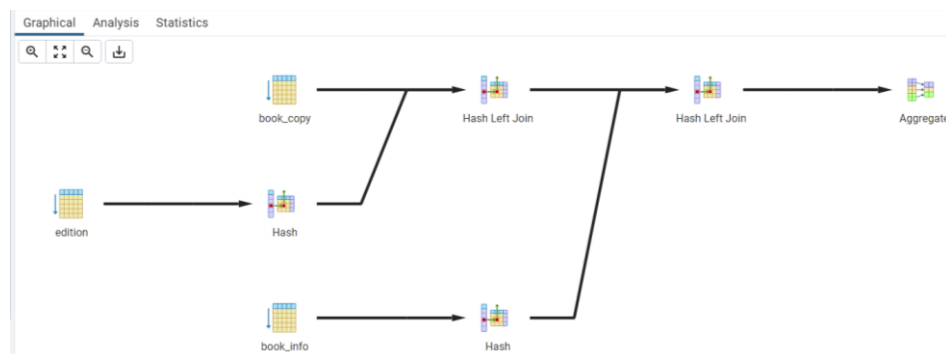 Graphical Analysis Statistics
book_copy
Hash Left Join
Hash Left Join
Aggregate
edition
Hash
book_info
Hash